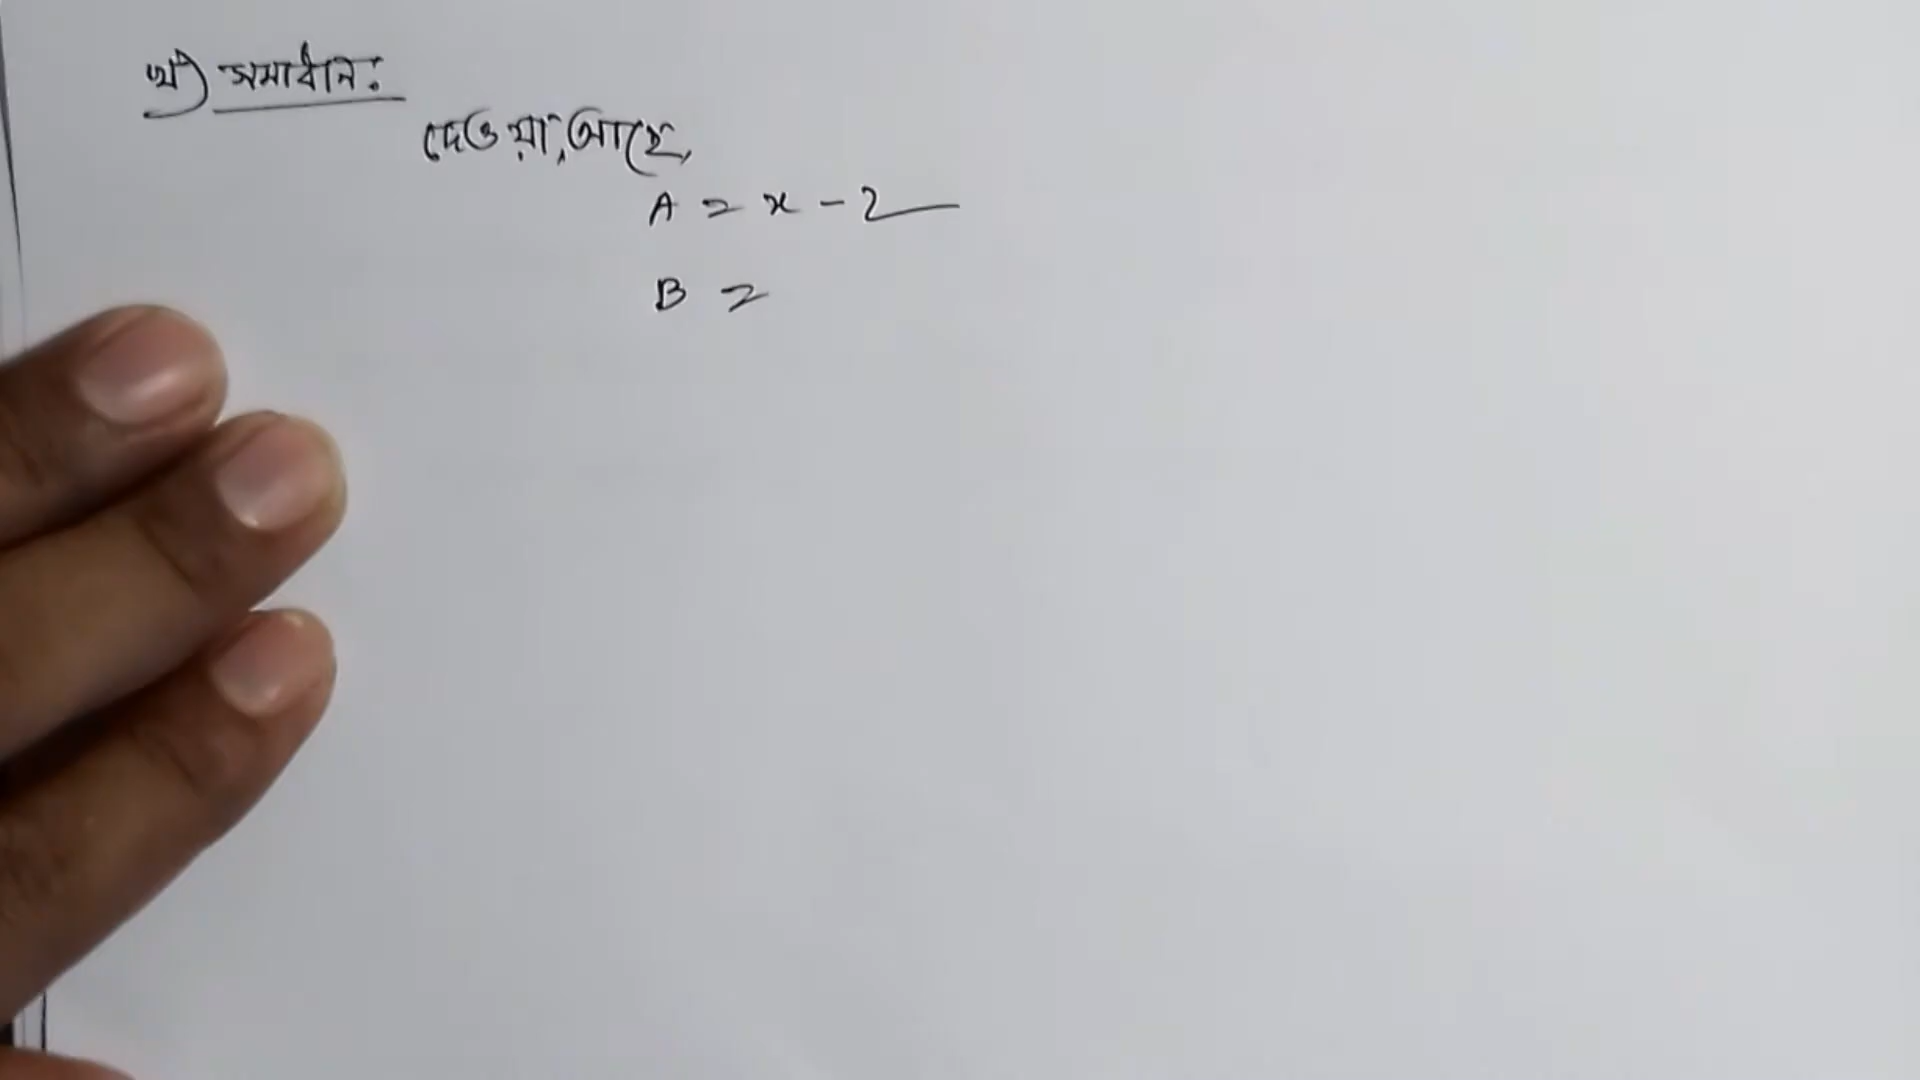 খ) সমাধান:
দেওয়া, আছে,
A = x - 2
B =